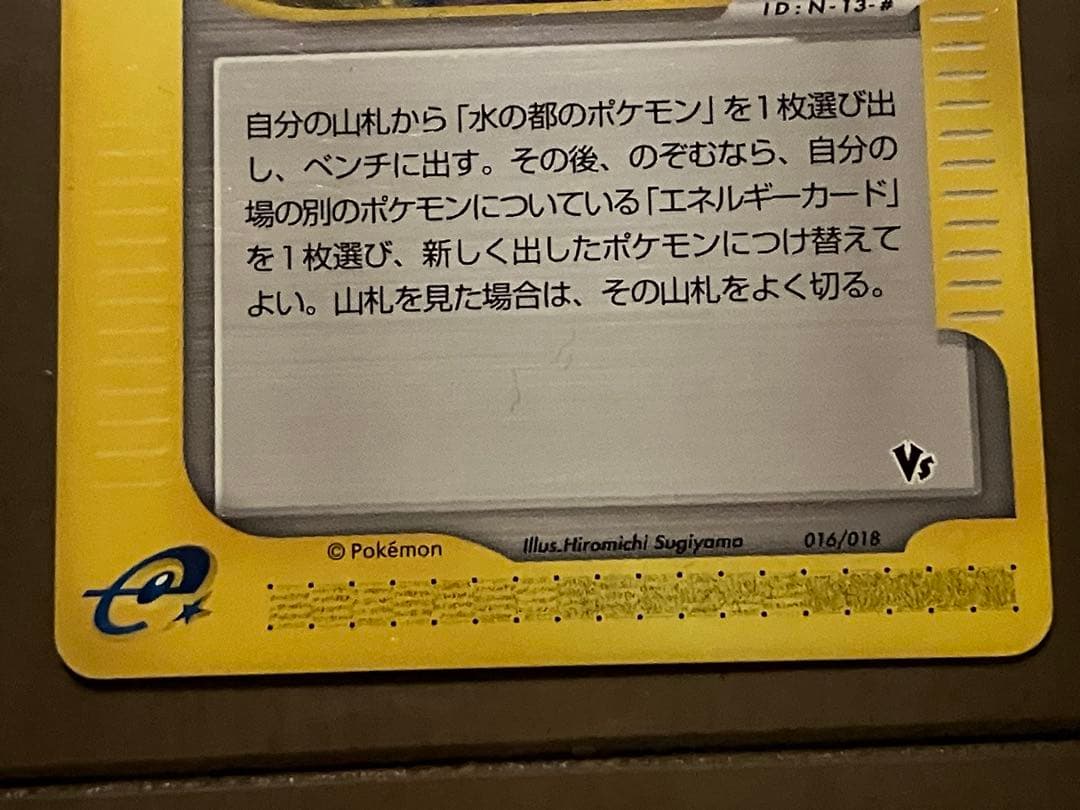 ID:N-13-#
自分の山札から「水の都のポケモン」を1枚選び出
し、ベンチに出す。その後、のぞむなら、自分の
場の別のポケモンについている「エネルギーカード」
を1枚選び、新しく出したポケモンにつけ替えて
よい。山札を見た場合は、その山札をよく切る。
Vs
© Pokémon Illus.Hiromichi Sugiyama 016/018
e